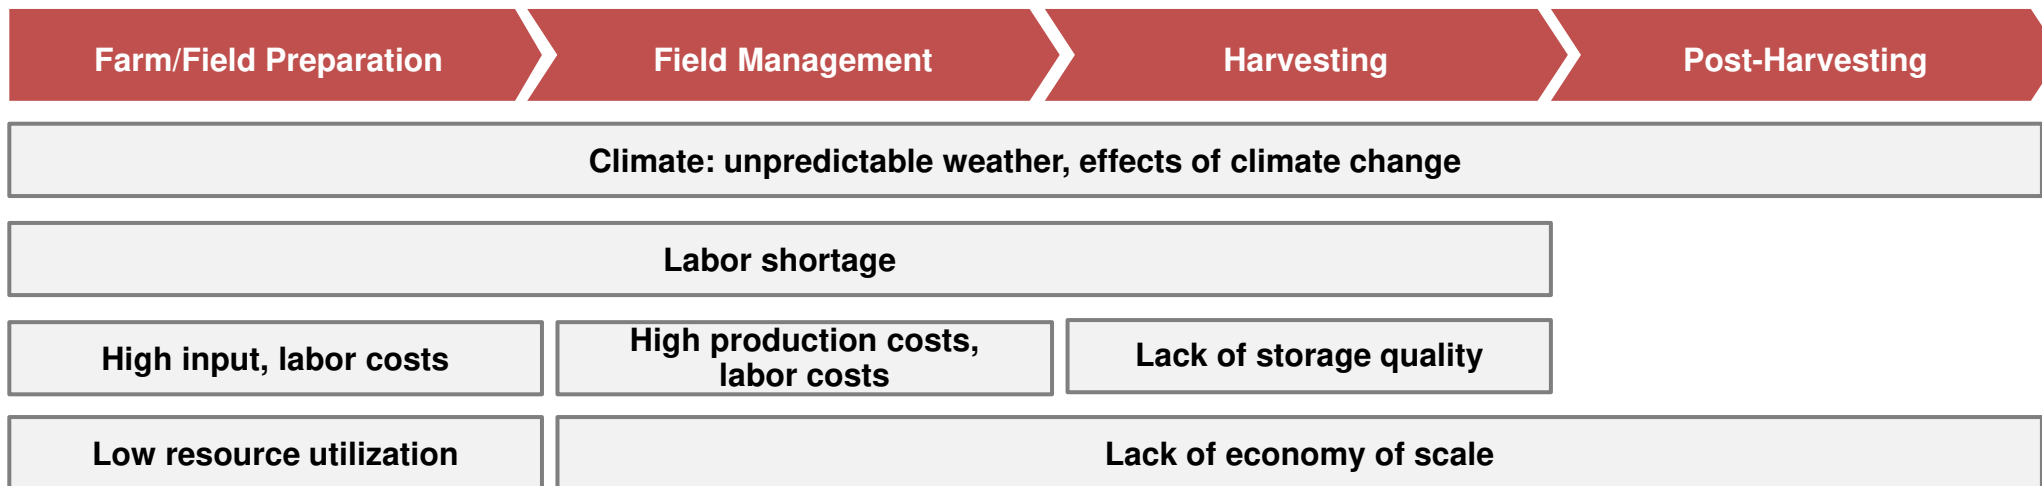 Farm/Field Preparation
Field Management
Harvesting
Post-Harvesting
Climate: unpredictable weather, effects of climate change
Labor shortage
High input, labor costs
High production costs,
labor costs
Lack of storage quality
Low resource utilization
Lack of economy of scale